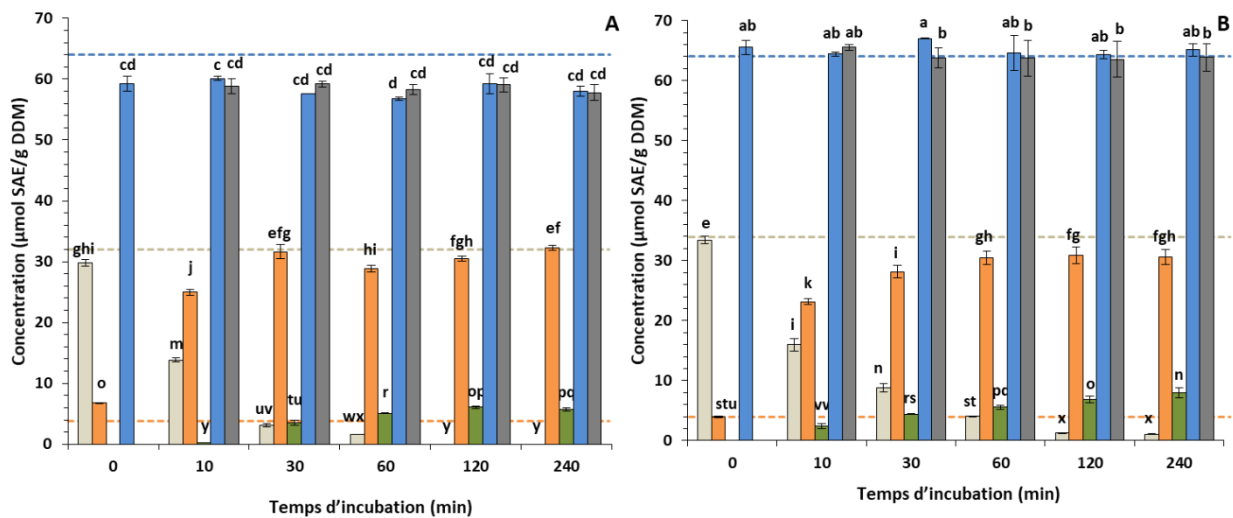 A
Concentration (µmol SAE/g DDM)
70
60
50
40
30
20
10
0
ghi
o
cd
m
j
y
c
cd
uv
efg
tu
cd
cd
wx
hi
r
d
cd
y
fgh
op
cd
cd
y
ef
pq
cd
cd
0
10
30
60
120
240
Temps d'incubation (min)
B
Concentration (µmol SAE/g DDM)
70
60
50
40
30
20
10
0
e
stu
ab
i
k
vv
ab
ab
n
i
rs
a
b
st
gh
pq
ab
b
x
fg
o
ab
b
x
fgh
n
ab
b
0
10
30
60
120
240
Temps d'incubation (min)